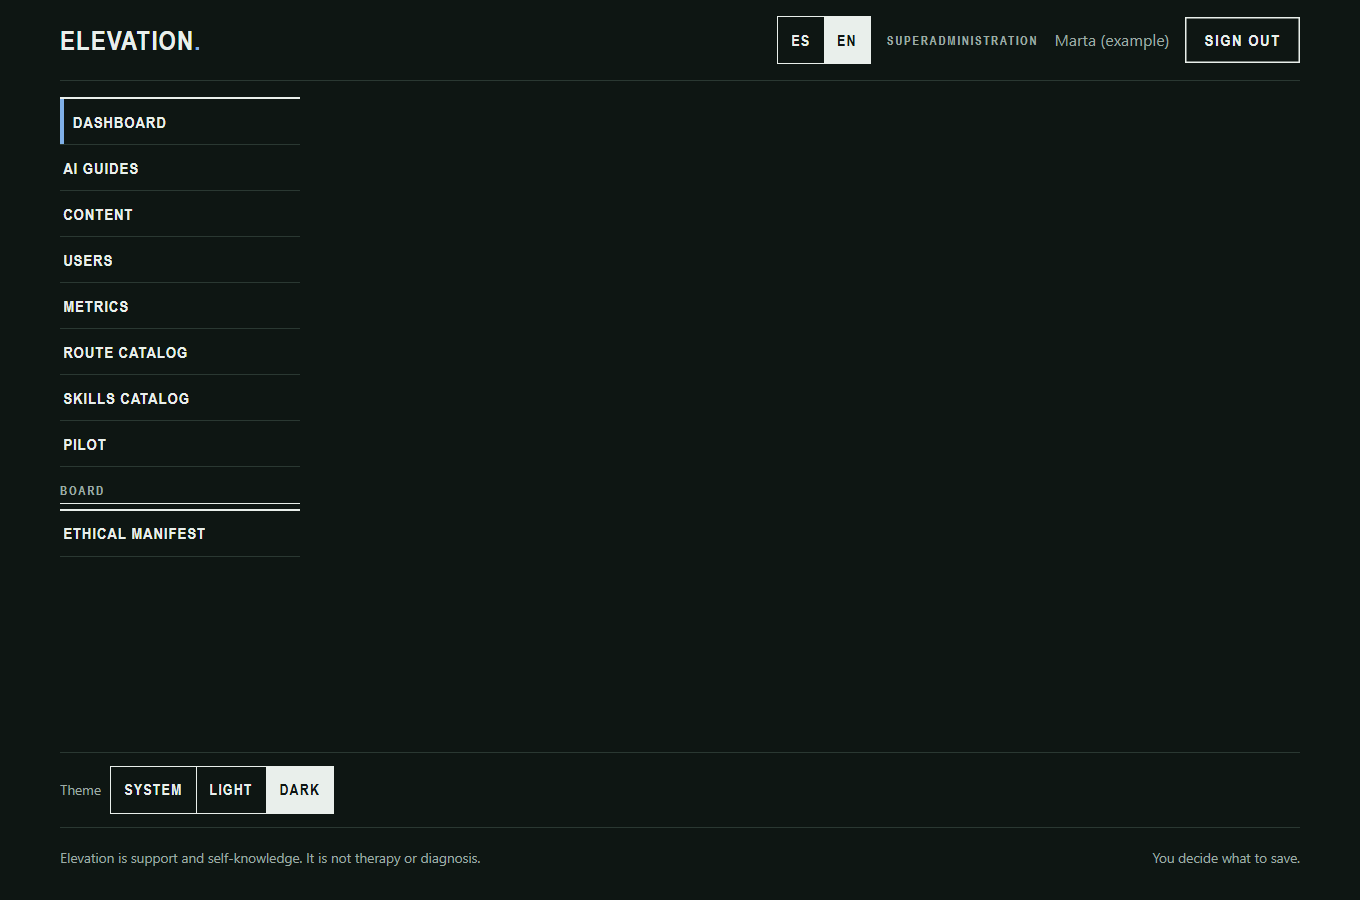 ELEVATION.
ES EN SUPERADMINISTRATION Marta (example) SIGN OUT
DASHBOARD
AI GUIDES
CONTENT
USERS
METRICS
ROUTE CATALOG
SKILLS CATALOG
PILOT
BOARD
ETHICAL MANIFEST
Theme SYSTEM LIGHT DARK
Elevation is support and self-knowledge. It is not therapy or diagnosis.
You decide what to save.